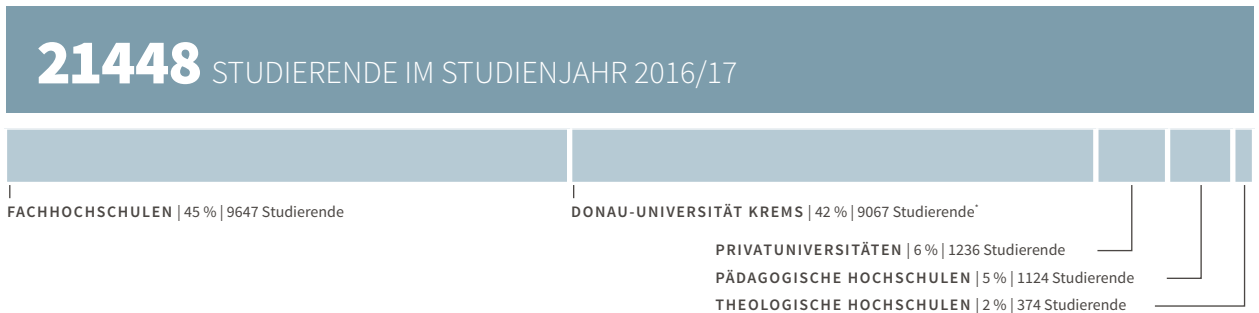 21448 STUDIERENDE IM STUDIENJAHR 2016/17
FACHHOCHSCHULEN | 45 % | 9647 Studierende
DONAU-UNIVERSITÄT KREMS | 42 % | 9067 Studierende*
PRIVATUNIVERSITÄTEN | 6 % | 1236 Studierende
PÄDAGOGISCHE HOCHSCHULEN | 5 % | 1124 Studierende
THEOLOGISCHE HOCHSCHULEN | 2 % | 374 Studierende